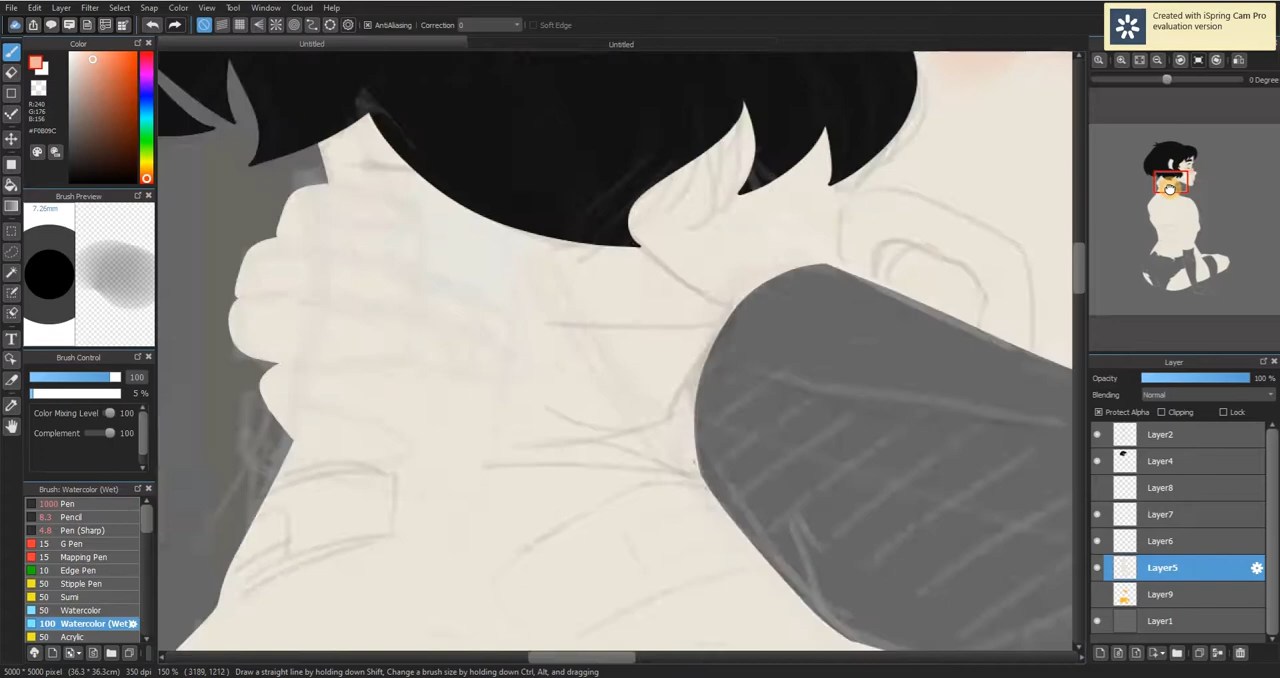 File Edit Layer Filter Select Snap Color View Tool Window Cloud Help
Created with iSpring Cam Pro
evaluation version
AntiAliasing Correction 0 Soft Edge
Color
Untitled Untitled
0 Degree
R:240
G:176
B:156
#F0B09C
Brush Preview
7.26mm
Brush Control
100
5 %
Color Mixing Level 100
Complement 100
Brush: Watercolor (Wet)
1000 Pen
8.3 Pencil
4.8 Pen (Sharp)
15 G Pen
15 Mapping Pen
10 Edge Pen
50 Stipple Pen
50 Sumi
50 Watercolor
100 Watercolor (Wet)
50 Acrylic
Layer
Opacity 100 %
Blending Normal
Protect Alpha Clipping Lock
Layer2
Layer4
Layer8
Layer7
Layer6
Layer5
Layer9
Layer1
5000 * 5000 pixel (36.3 * 36.3cm) 350 dpi 150 % ( 3189, 1212 ) Draw a straight line by holding down Shift, Change a brush size by holding down Ctrl, Alt, and dragging